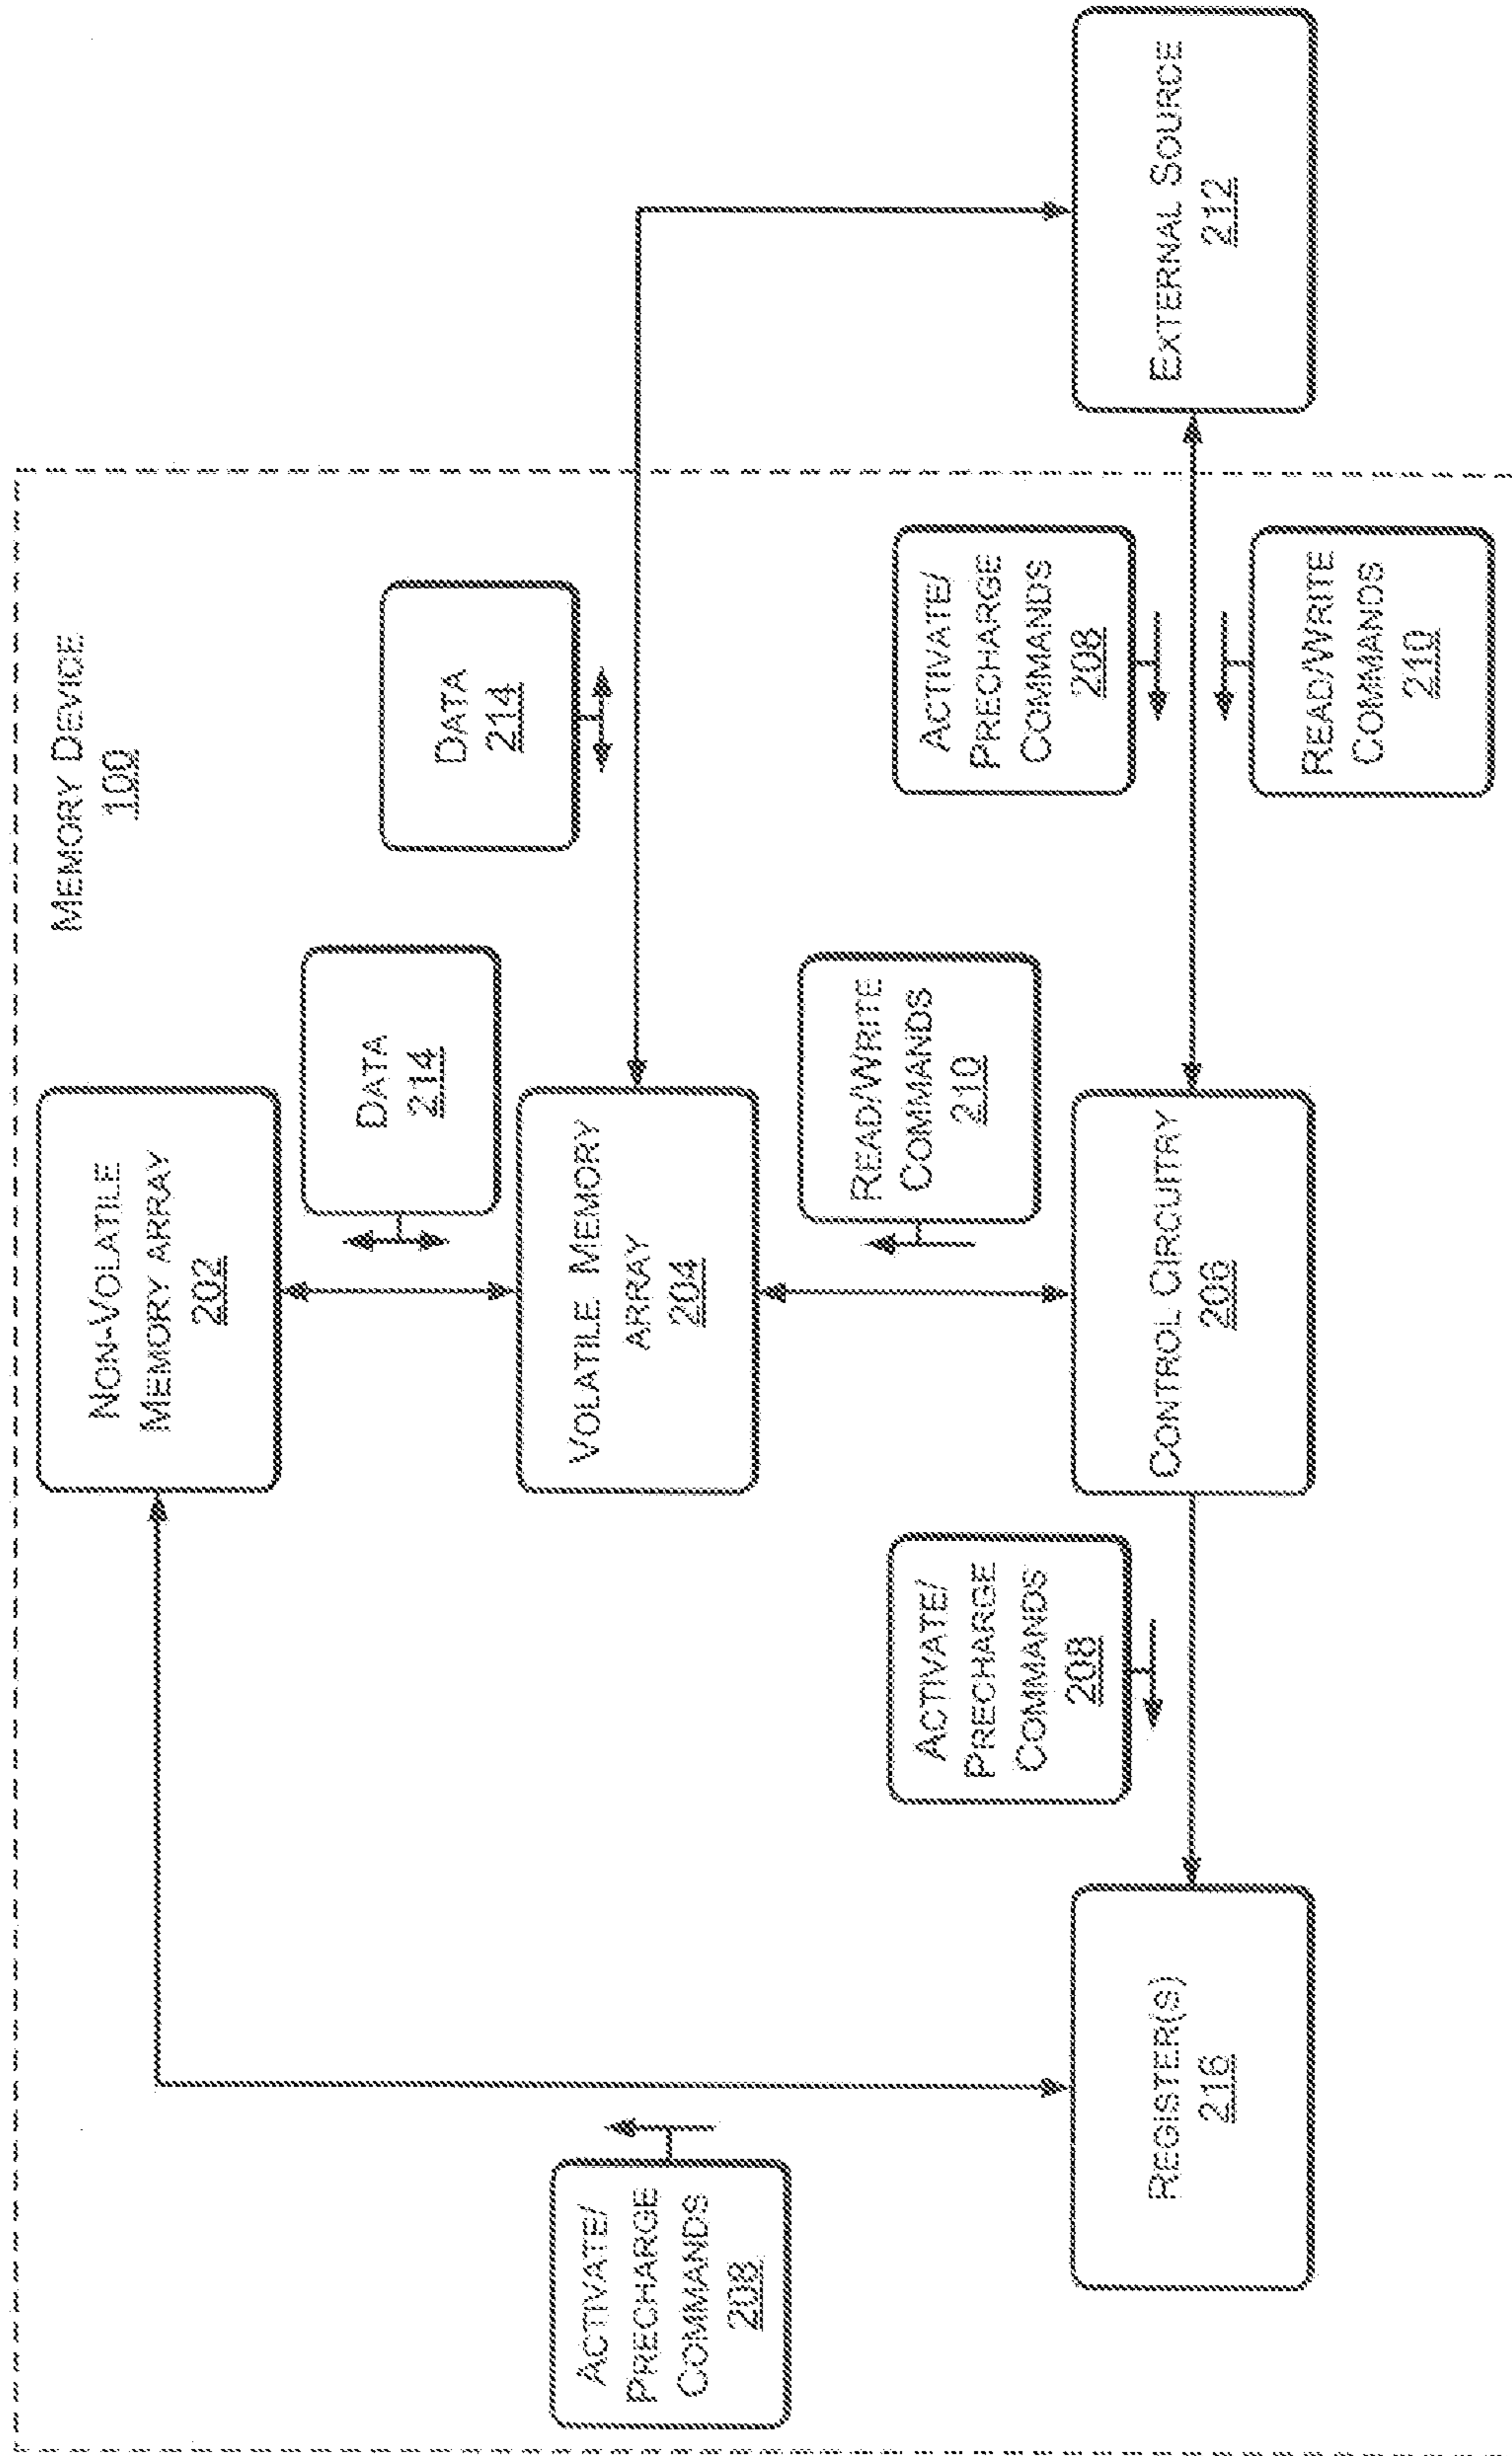 MEMORY DEVICE
100
NON-VOLATILE
MEMORY ARRAY
202
DATA
214
DATA
214
VOLATILE MEMORY
ARRAY
204
ACTIVATE/
PRECHARGE
COMMANDS
208
READ/WRITE
COMMANDS
210
ACTIVATE/
PRECHARGE
COMMANDS
208
ACTIVATE/
PRECHARGE
COMMANDS
208
REGISTER(S)
216
CONTROL CIRCUITRY
206
EXTERNAL SOURCE
212
READ/WRITE
COMMANDS
210